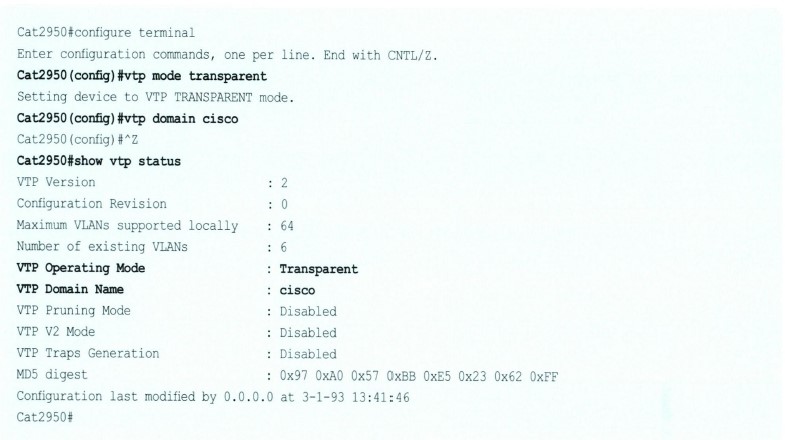 Cat2950#configure terminal
Enter configuration commands, one per line. End with CNTL/Z.
Cat2950(config)#vtp mode transparent
Setting device to VTP TRANSPARENT mode.
Cat2950(config)#vtp domain cisco
Cat2950(config)#^Z
Cat2950#show vtp status
VTP Version : 2
Configuration Revision : 0
Maximum VLANs supported locally : 64
Number of existing VLANs : 6
VTP Operating Mode : Transparent
VTP Domain Name : cisco
VTP Pruning Mode : Disabled
VTP V2 Mode : Disabled
VTP Traps Generation : Disabled
MD5 digest : 0x97 0xA0 0x57 0xBB 0xE5 0x23 0x62 0xFF
Configuration last modified by 0.0.0.0 at 3-1-93 13:41:46
Cat2950#